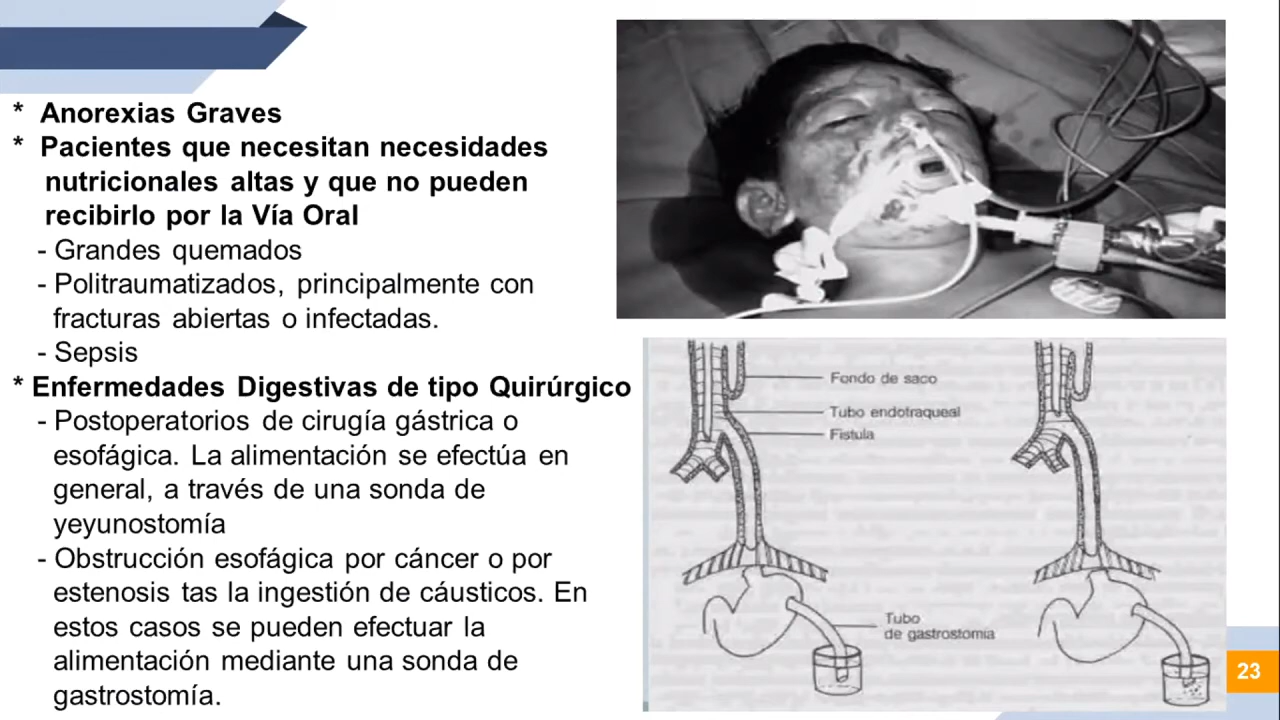 * Anorexias Graves
* Pacientes que necesitan necesidades
nutricionales altas y que no pueden
recibirlo por la Vía Oral
- Grandes quemados
- Politraumatizados, principalmente con
fracturas abiertas o infectadas.
- Sepsis
* Enfermedades Digestivas de tipo Quirúrgico
- Postoperatorios de cirugía gástrica o
esofágica. La alimentación se efectúa en
general, a través de una sonda de
yeyunostomía
- Obstrucción esofágica por cáncer o por
estenosis tas la ingestión de cáusticos. En
estos casos se pueden efectuar la
alimentación mediante una sonda de
gastrostomía.
Fondo de saco
Tubo endotraqueal
Fistula
Tubo
de gastrostomia
23